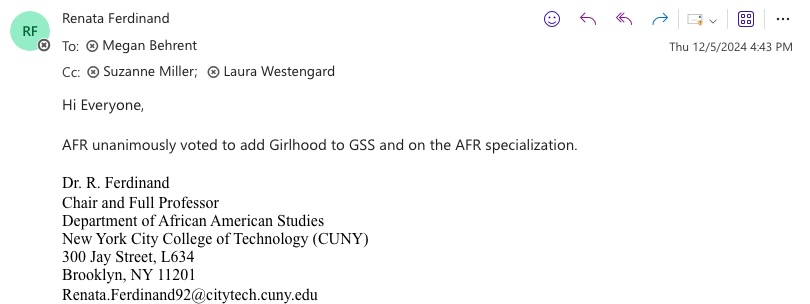 Renata Ferdinand
RF
To: Megan Behrent
Thu 12/5/2024 4:43 PM
Cc: Suzanne Miller; Laura Westengard
Hi Everyone,
AFR unanimously voted to add Girlhood to GSS and on the AFR specialization.
Dr. R. Ferdinand
Chair and Full Professor
Department of African American Studies
New York City College of Technology (CUNY)
300 Jay Street, L634
Brooklyn, NY 11201
Renata.Ferdinand92@citytech.cuny.edu